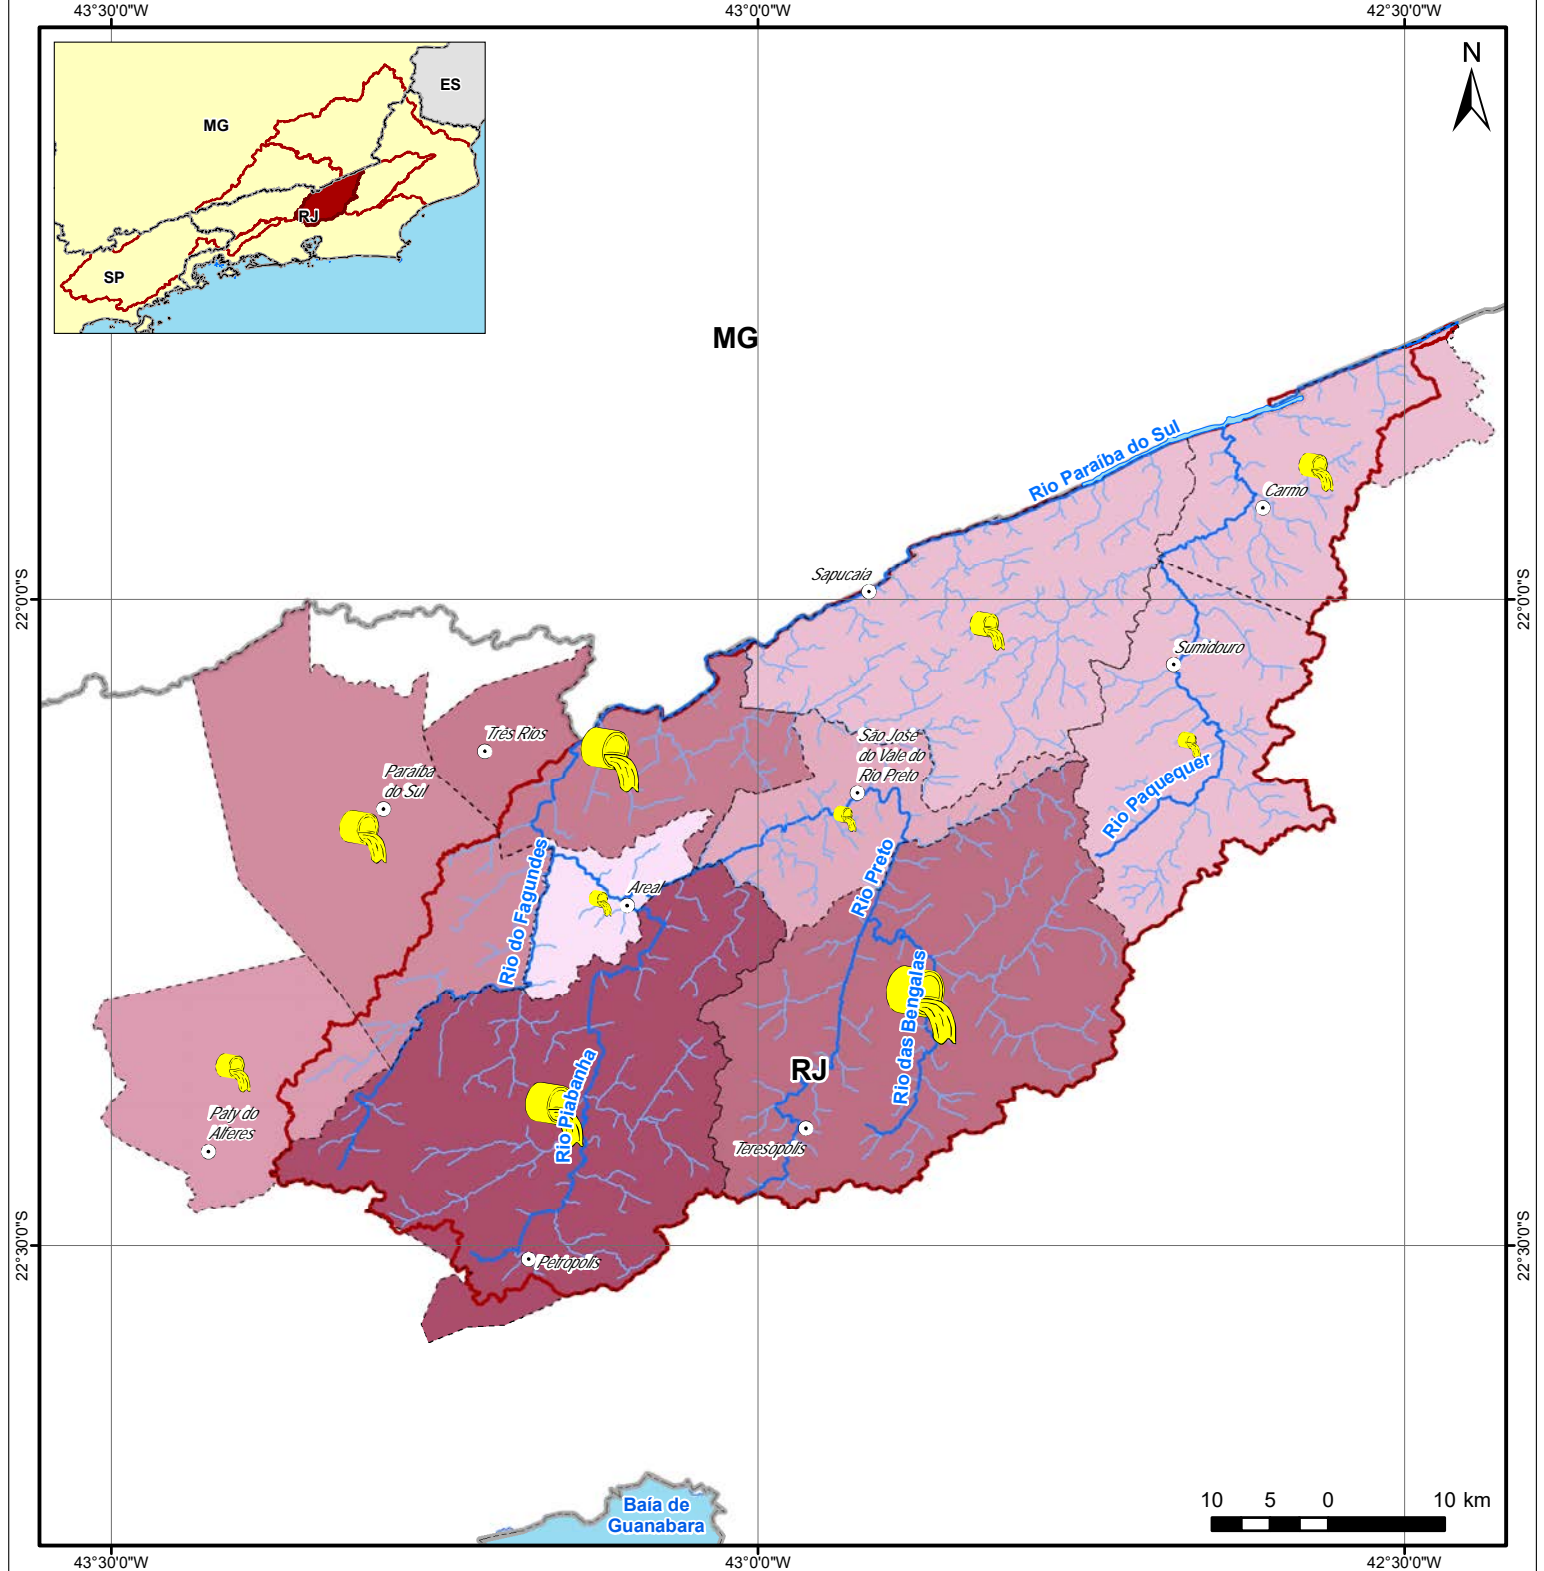 43°30'0"W
43°0'0"W
42°30'0"W
N
ES
MG
RJ
SP
MG
Rio Paraíba do Sul
Carmo
Sapucaia
22°0'0"S
22°0'0"S
Sumidouro
Três Rios
São José
do Vale do
Rio Preto
Paraíba
do Sul
Rio Paquequer
Rio do Fagundes
Rio Preto
Areal
Rio das Bengalas
RJ
Rio Piabanha
Paty do
Alferes
Teresópolis
22°30'0"S
22°30'0"S
Petrópolis
Baía de
Guanabara
10 5 0 10 km
43°30'0"W
43°0'0"W
42°30'0"W